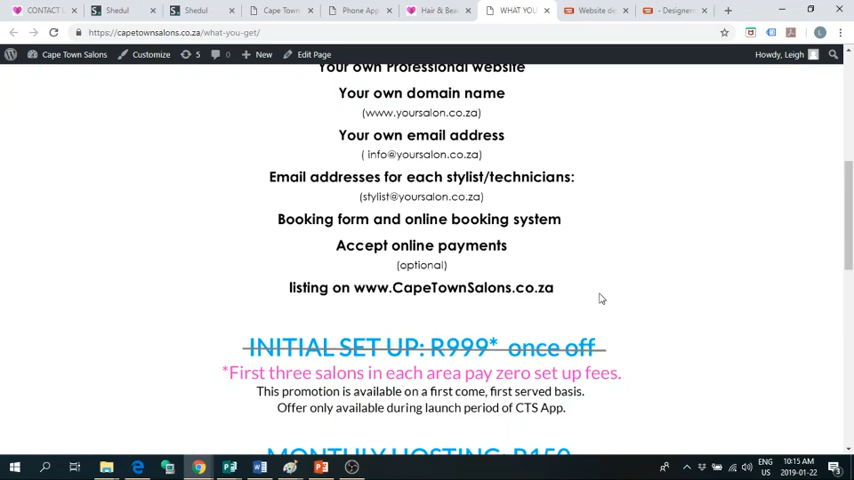 CONTACT U
Shedul
Shedul
Cape Town
Phone App
Hair & Bea
WHAT YOU
Website de
- Designem
https://capetownsalons.co.za/what-you-get/
Cape Town Salons
Customize
5
0
New
Edit Page
Howdy, Leigh
Your own Professional website
Your own domain name
(www.yoursalon.co.za)
Your own email address
( info@yoursalon.co.za)
Email addresses for each stylist/technicians:
(stylist@yoursalon.co.za)
Booking form and online booking system
Accept online payments
(optional)
listing on www.CapeTownSalons.co.za
INITIAL SET UP: R999* once off
*First three salons in each area pay zero set up fees.
This promotion is available on a first come, first served basis.
Offer only available during launch period of CTS App.
MONTHLY HOSTING: R150
ENG
US
10:15 AM
2019-01-22
3